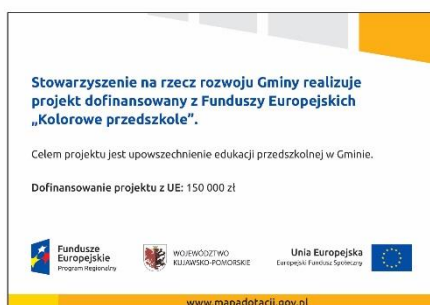 Stowarzyszenie na rzecz rozwoju Gminy realizuje
projekt dofinansowany z Funduszy Europejskich
„Kolorowe przedszkole”.
Celem projektu jest upowszechnienie edukacji przedszkolnej w Gminie.
Dofinansowanie projektu z UE: 150 000 zł
Fundusze
Europejskie
Program Regionalny
WOJEWÓDZTWO
KUJAWSKO-POMORSKIE
Unia Europejska
Europejski Fundusz Społeczny
www.mapadotacji.gov.pl